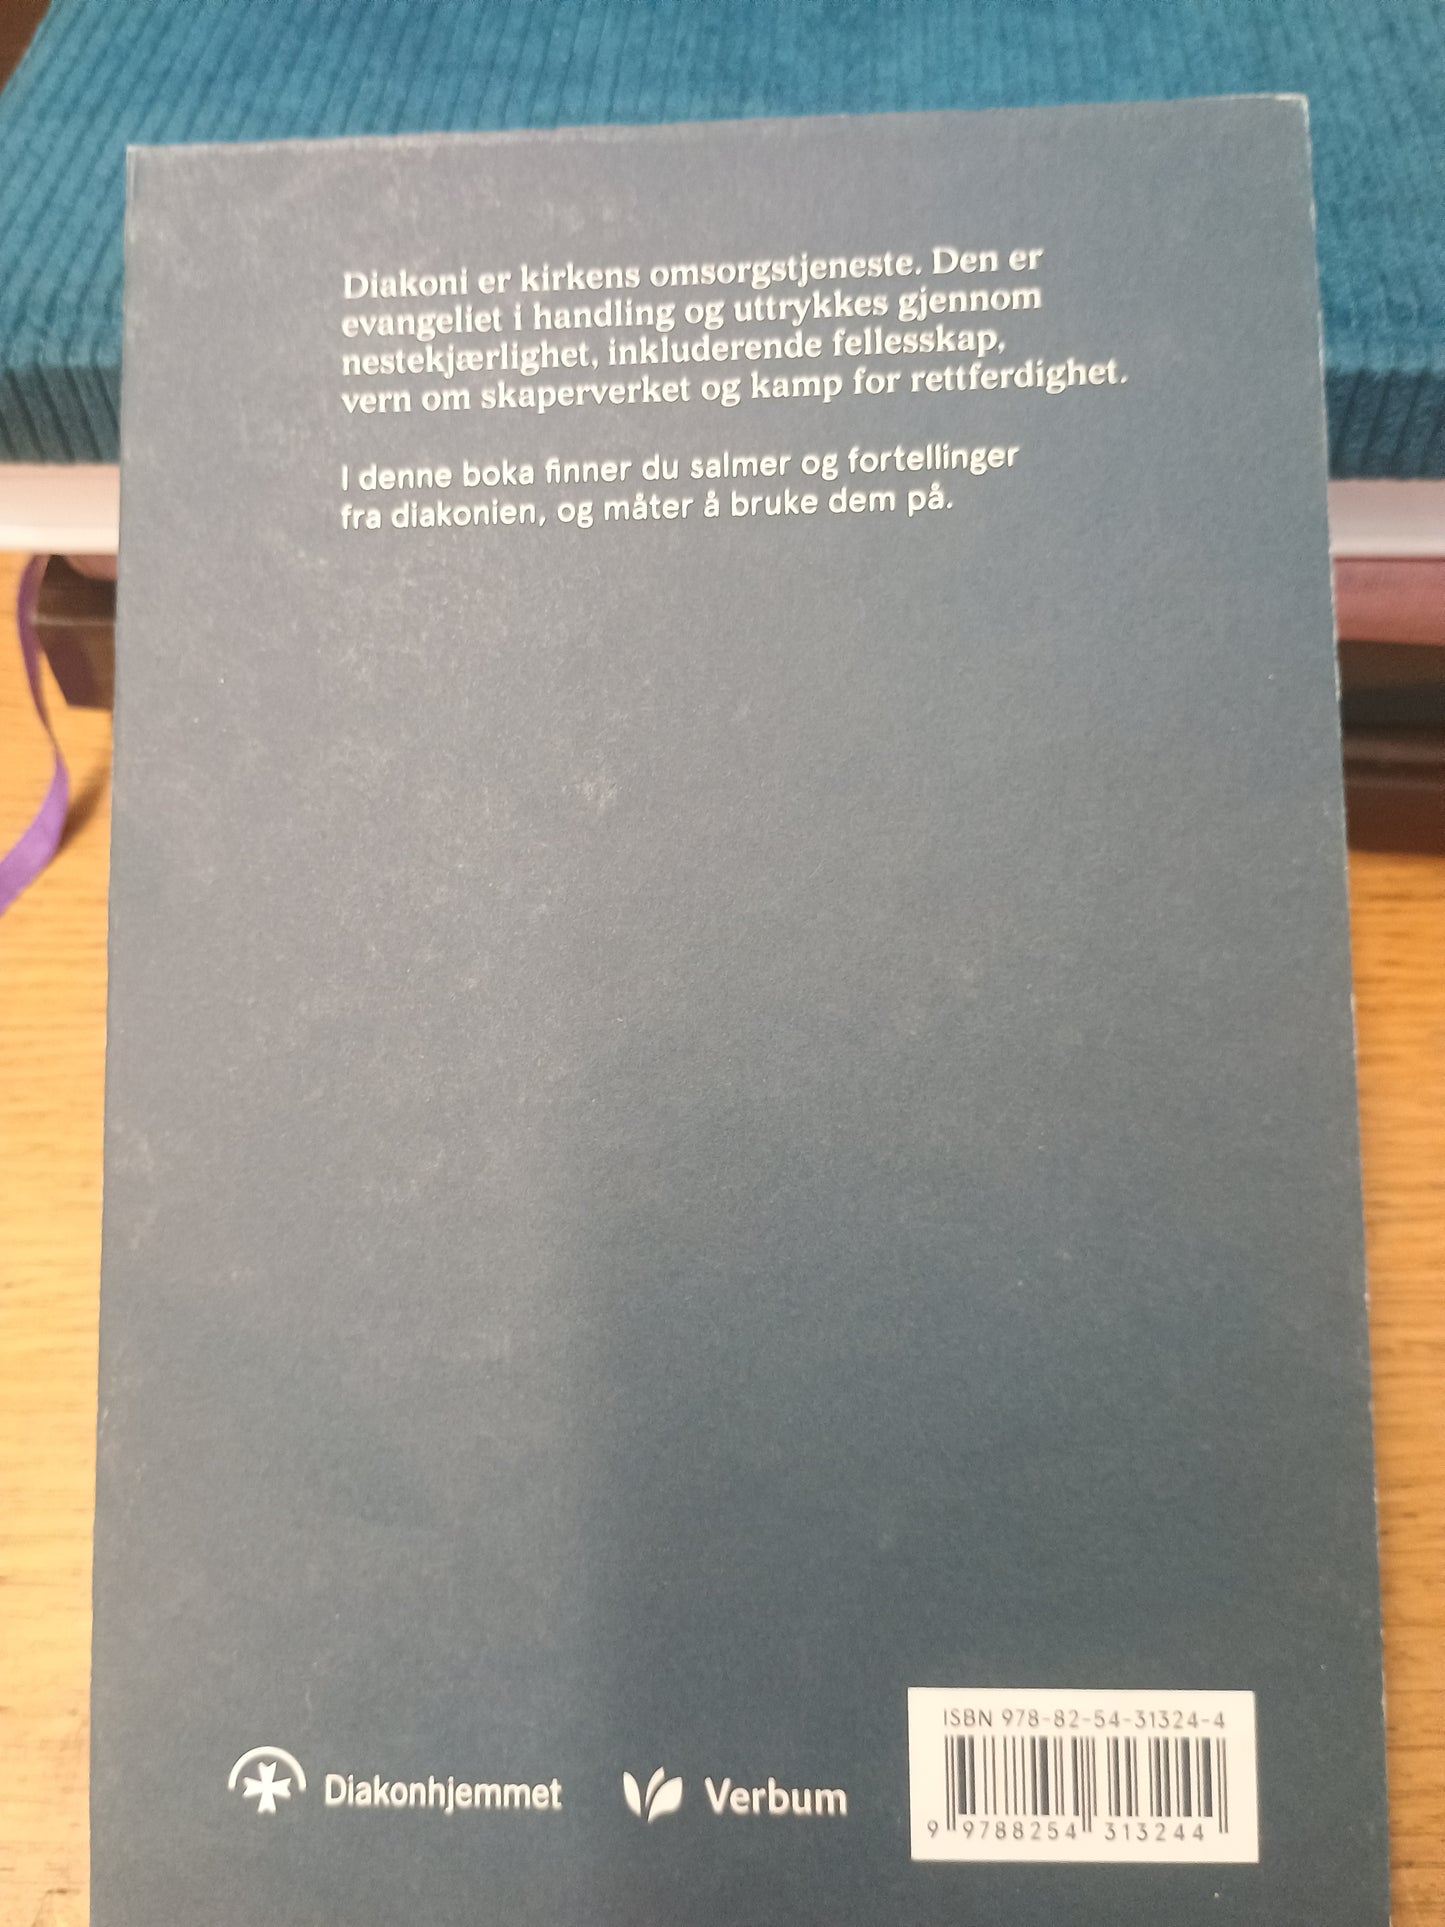 Diakoni er kirkens omsorgstjeneste. Den er
evangeliet i handling og uttrykkes gjennom
nestekjærlighet, inkluderende fellesskap,
vern om skaperverket og kamp for rettferdighet.
I denne boka finner du salmer og fortellinger
fra diakonien, og måter å bruke dem på.
Diakonhjemmet
Verbum
ISBN 978-82-54-31324-4
9 788254 313244